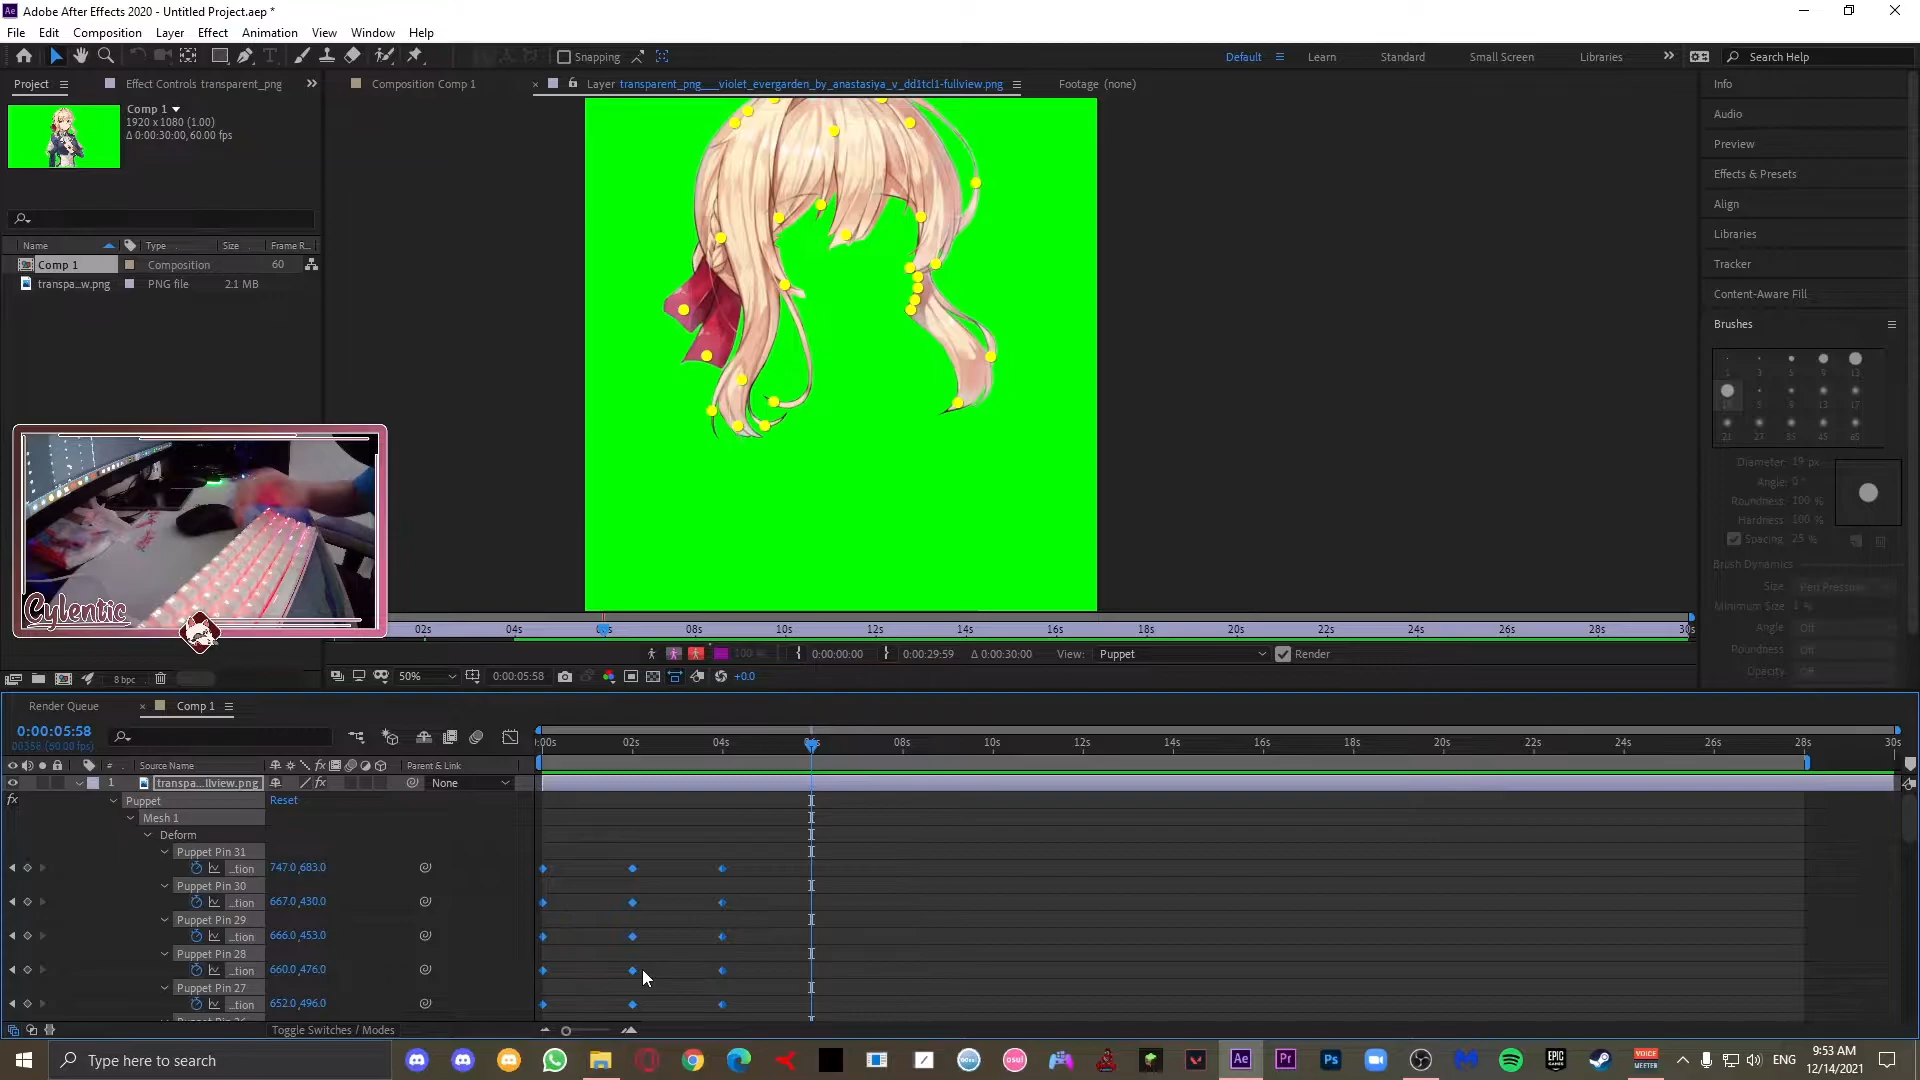 Adobe After Effects 2020 - Untitled Project.aep *
File Edit Composition Layer Effect Animation View Window Help
Snapping
Default Learn Standard Small Screen Libraries
Search Help
Project
Effect Controls transparent_png
Composition Comp 1
Layer transparent_png___violet_evergarden_by_anastasiya_v_dd1tcl1-fullview.png
Footage (none)
Comp 1
1920 x 1080 (1.00)
Δ 0:00:30:00, 60.00 fps
Name Type Size Frame R...
Comp 1 Composition 60
transpa...w.png PNG file 2.1 MB
Info
Audio
Preview
Effects & Presets
Align
Libraries
Tracker
Content-Aware Fill
Brushes
Diameter: 19 px
Angle: 0 °
Roundness: 100 %
Hardness: 100 %
Spacing: 25 %
Brush Dynamics
Size: Pen Pressure
Minimum Size: 1 %
Angle: Off
Roundness: Off
Opacity: Off
Cylentic
02s 04s 08s 10s 12s 14s 16s 18s 20s 22s 24s 26s 28s 30s
100 % 0:00:00:00 0:00:29:59 Δ 0:00:30:00 View: Puppet Render
8 bpc
50% 0:00:05:58 +0.0
Render Queue
Comp 1
0:00:05:58
00358 (60.00 fps)
:00s 02s 04s 08s 10s 12s 14s 16s 18s 20s 22s 24s 26s 28s 30s
# Source Name Parent & Link
1 transpa...llview.png None
Puppet Reset
Mesh 1
Deform
Puppet Pin 31
...tion 747.0,683.0
Puppet Pin 30
...tion 667.0,430.0
Puppet Pin 29
...tion 666.0,453.0
Puppet Pin 28
...tion 660.0,476.0
Puppet Pin 27
...tion 652.0,496.0
Toggle Switches / Modes
Type here to search
ENG
9:53 AM
12/14/2021